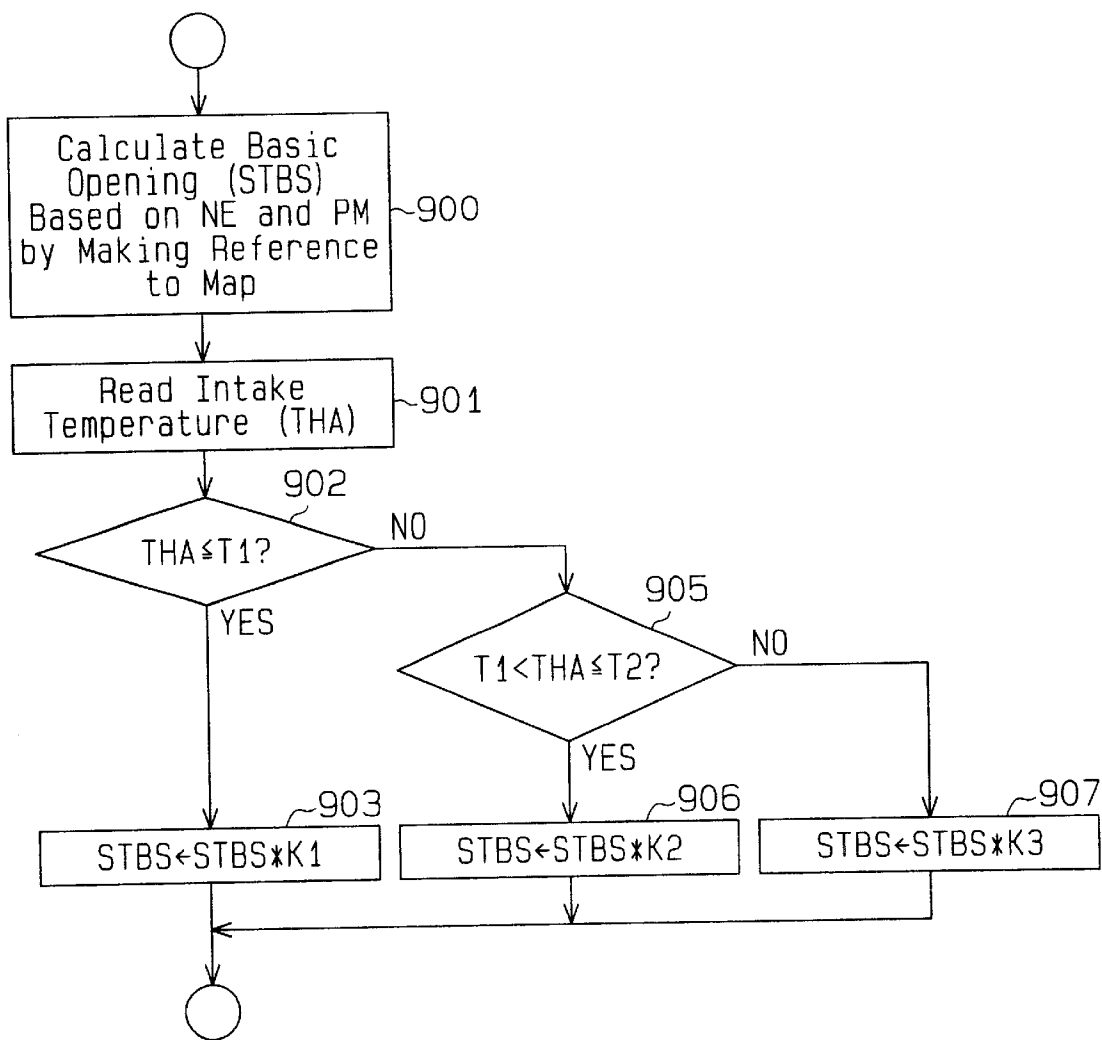 Calculate Basic
Opening (STBS)
Based on NE and PM
by Making Reference
to Map
900
Read Intake
Temperature (THA)
901
902
THA≦T1?
NO
YES
905
T1<THA≦T2?
NO
YES
903
STBS←STBS*K1
906
STBS←STBS*K2
907
STBS←STBS*K3